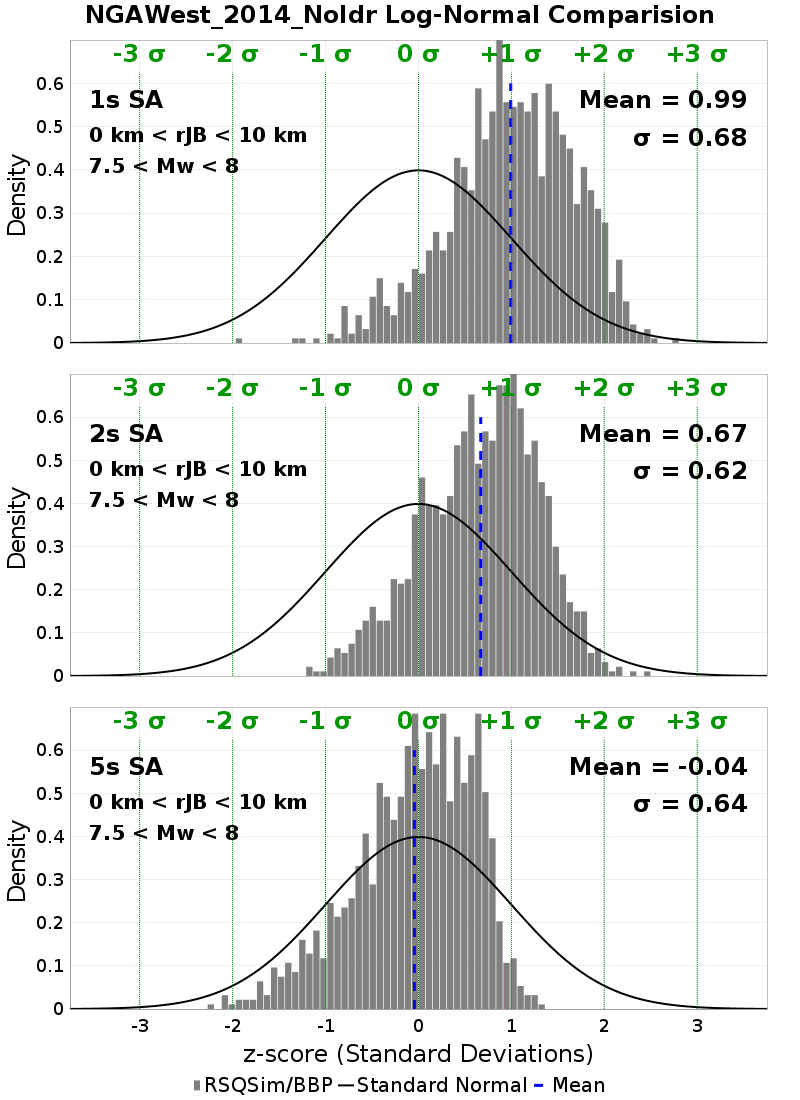 NGAWest_2014_NoIdr Log-Normal Comparision
-3 σ -2 σ -1 σ 0 σ +1 σ +2 σ +3 σ
0.6
1s SA Mean = 0.99
0.5
0 km < rJB < 10 km σ = 0.68
7.5 < Mw < 8
0.4
0.3
0.2
0.1
0
Density
-3 σ -2 σ -1 σ 0 σ +1 σ +2 σ +3 σ
0.6
2s SA Mean = 0.67
0.5
0 km < rJB < 10 km σ = 0.62
7.5 < Mw < 8
0.4
0.3
0.2
0.1
0
Density
-3 σ -2 σ -1 σ 0 σ +1 σ +2 σ +3 σ
0.6
5s SA Mean = -0.04
0.5
0 km < rJB < 10 km σ = 0.64
7.5 < Mw < 8
0.4
0.3
0.2
0.1
0
Density
-3 -2 -1 0 1 2 3
z-score (Standard Deviations)
RSQSim/BBP Standard Normal Mean